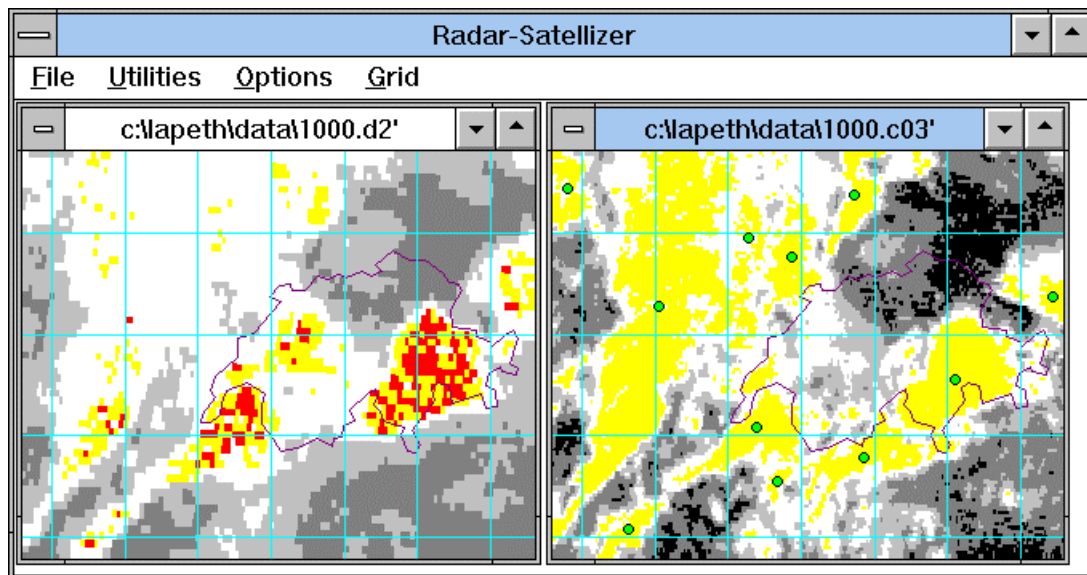 Radar-Satellizer
File Utilities Options Grid
c:\lapeth\data\1000.d2'
c:\lapeth\data\1000.c03'